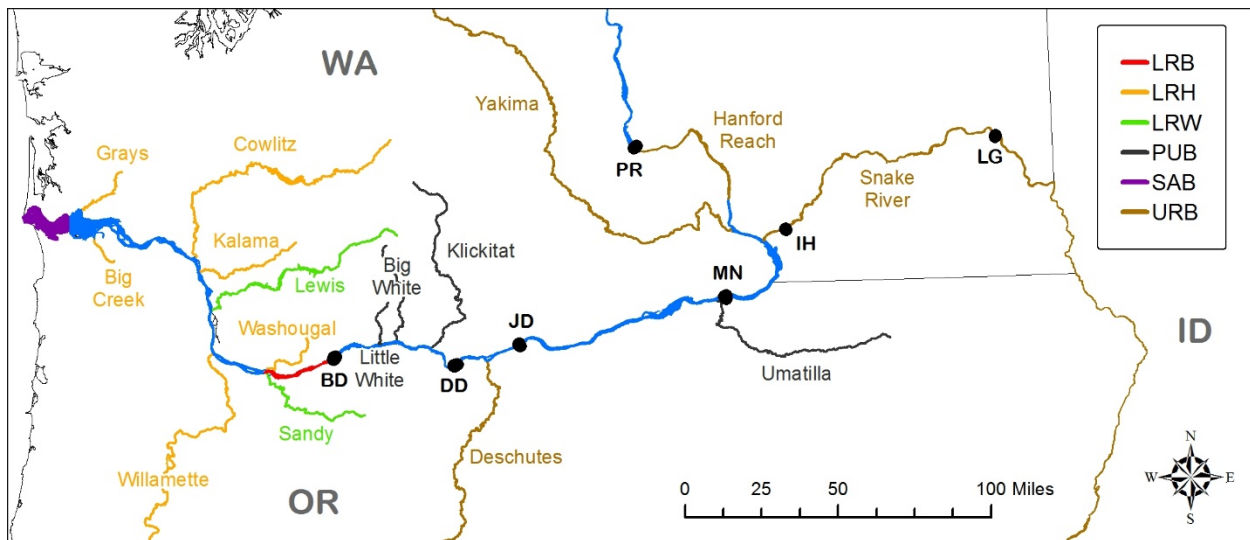 WA
Grays
Cowlitz
Kalama
Big
Creek
Lewis
Washougal
Big
White
Klickitat
Little
White
BD
DD
JD
MN
Sandy
Willamette
OR
Deschutes
Umatilla
Yakima
PR
Hanford
Reach
Snake
River
IH
LG
ID
LRB
LRH
LRW
PUB
SAB
URB
0 25 50 100 Miles
N
W E
S